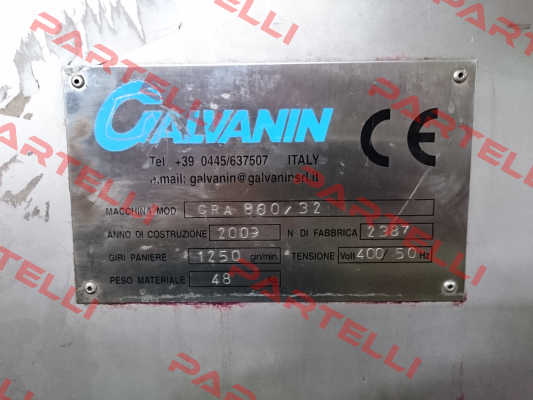 GALVANIN
CE
Tel. +39 0445/637507 ITALY
e.mail: galvanin@galvaninsrl.it
MACCHINA MOD. GRA 860/32
ANNO DI COSTRUZIONE 2009 N DI FABBRICA 2387
GIRI PANIERE 1250 giri/min. TENSIONE Volt 400/50 Hz
PESO MATERIALE 48
PARTELLI
PARTELLI
PARTELLI
PARTELLI
PARTELLI